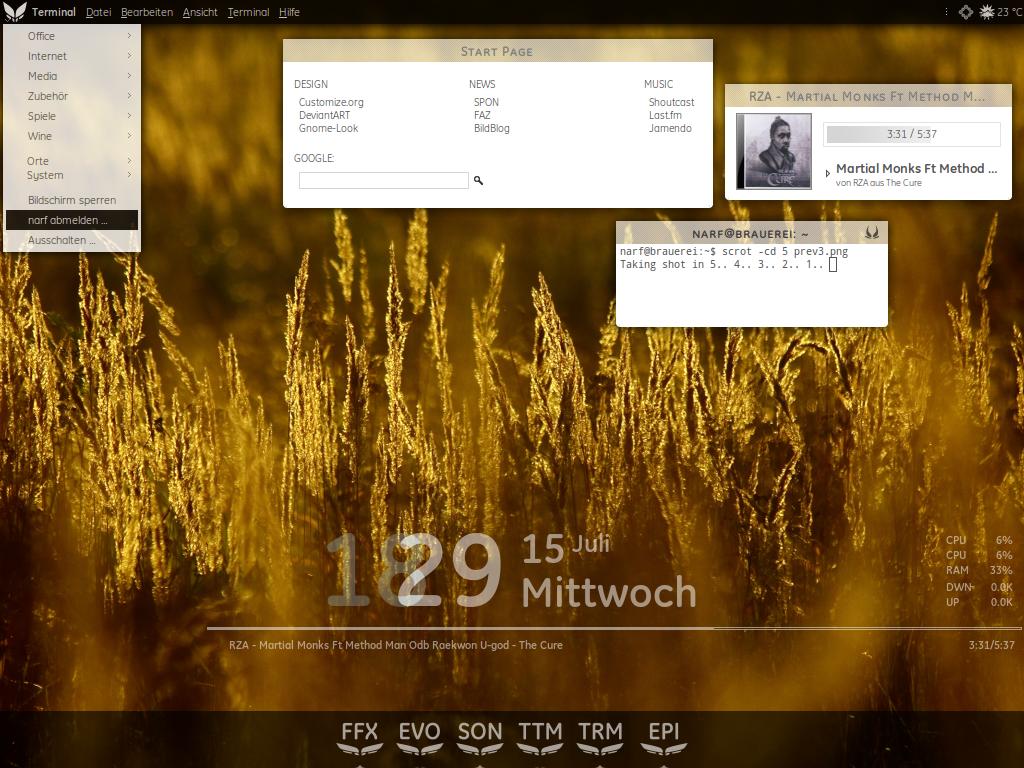 Terminal Datei Bearbeiten Ansicht Terminal Hilfe
23 °C
Office
Internet
Media
Zubehör
Spiele
Wine
Orte
System
Bildschirm sperren
narf abmelden ...
Ausschalten ...
START PAGE
DESIGN NEWS MUSIC
Customize.org SPON Shoutcast
DeviantART FAZ Last.fm
Gnome-Look BildBlog Jamendo
GOOGLE:
RZA - MARTIAL MONKS FT METHOD M...
CURE
3:31 / 5:37
Martial Monks Ft Method ...
von RZA aus The Cure
NARF@BRAUEREI: ~
narf@brauerei:~$ scrot -cd 5 prev3.png
Taking shot in 5.. 4.. 3.. 2.. 1..
18 29 15 Juli
Mittwoch
CPU 6%
CPU 6%
RAM 33%
DWN 0.0K
UP 0.0K
RZA - Martial Monks Ft Method Man Odb Raekwon U-god - The Cure 3:31/5:37
FFX EVO SON TTM TRM EPI